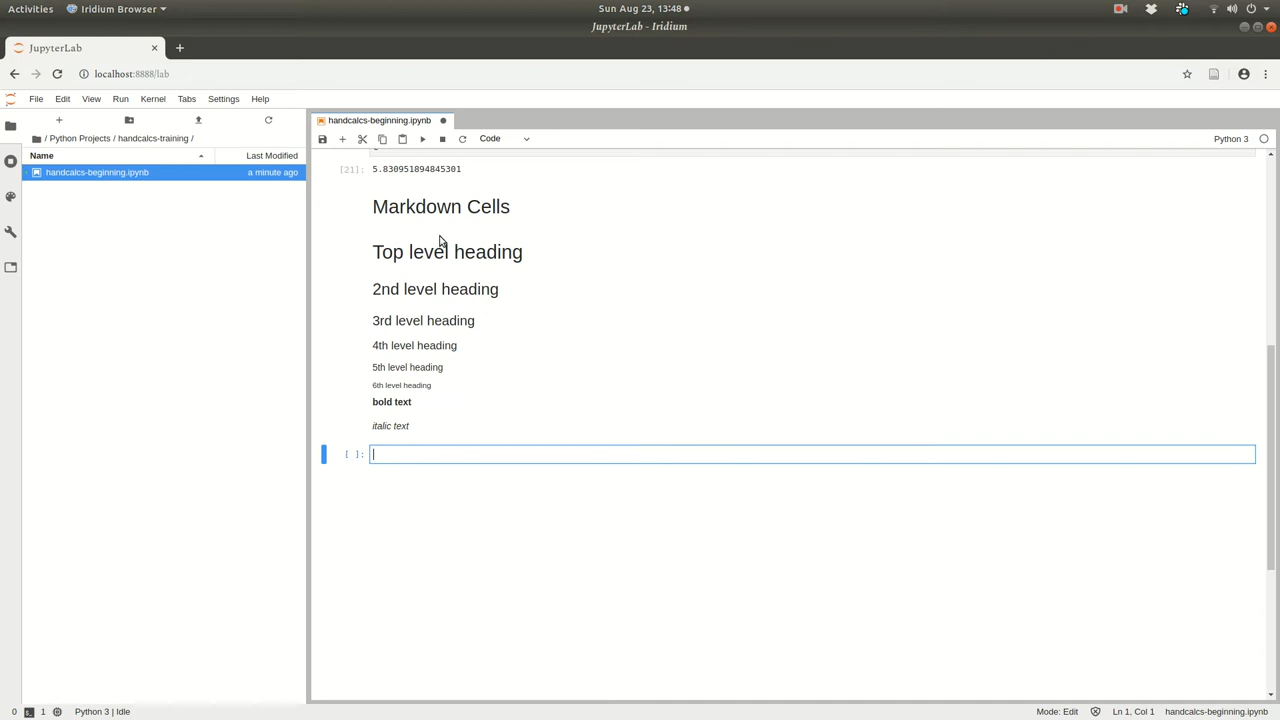 Activities Iridium Browser Sun Aug 23, 13:48
JupyterLab - Iridium
JupyterLab
localhost:8888/lab
File Edit View Run Kernel Tabs Settings Help
handcalcs-beginning.ipynb
/ Python Projects / handcalcs-training /
Code
Python 3
Name Last Modified
handcalcs-beginning.ipynb a minute ago
[21]: 5.830951894845301
Markdown Cells
Top level heading
2nd level heading
3rd level heading
4th level heading
5th level heading
6th level heading
bold text
italic text
[ ]:
0 1 Python 3 | Idle Mode: Edit Ln 1, Col 1 handcalcs-beginning.ipynb